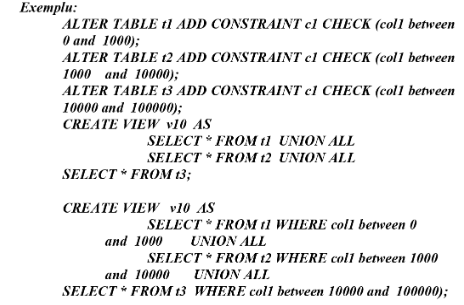 Exemplu:
ALTER TABLE t1 ADD CONSTRAINT c1 CHECK (col1 between
0 and 1000);
ALTER TABLE t2 ADD CONSTRAINT c1 CHECK (col1 between
1000 and 10000);
ALTER TABLE t3 ADD CONSTRAINT c1 CHECK (col1 between
10000 and 100000);
CREATE VIEW v10 AS
SELECT * FROM t1 UNION ALL
SELECT * FROM t2 UNION ALL
SELECT * FROM t3;
CREATE VIEW v10 AS
SELECT * FROM t1 WHERE col1 between 0
and 1000 UNION ALL
SELECT * FROM t2 WHERE col1 between 1000
and 10000 UNION ALL
SELECT * FROM t3 WHERE col1 between 10000 and 100000);